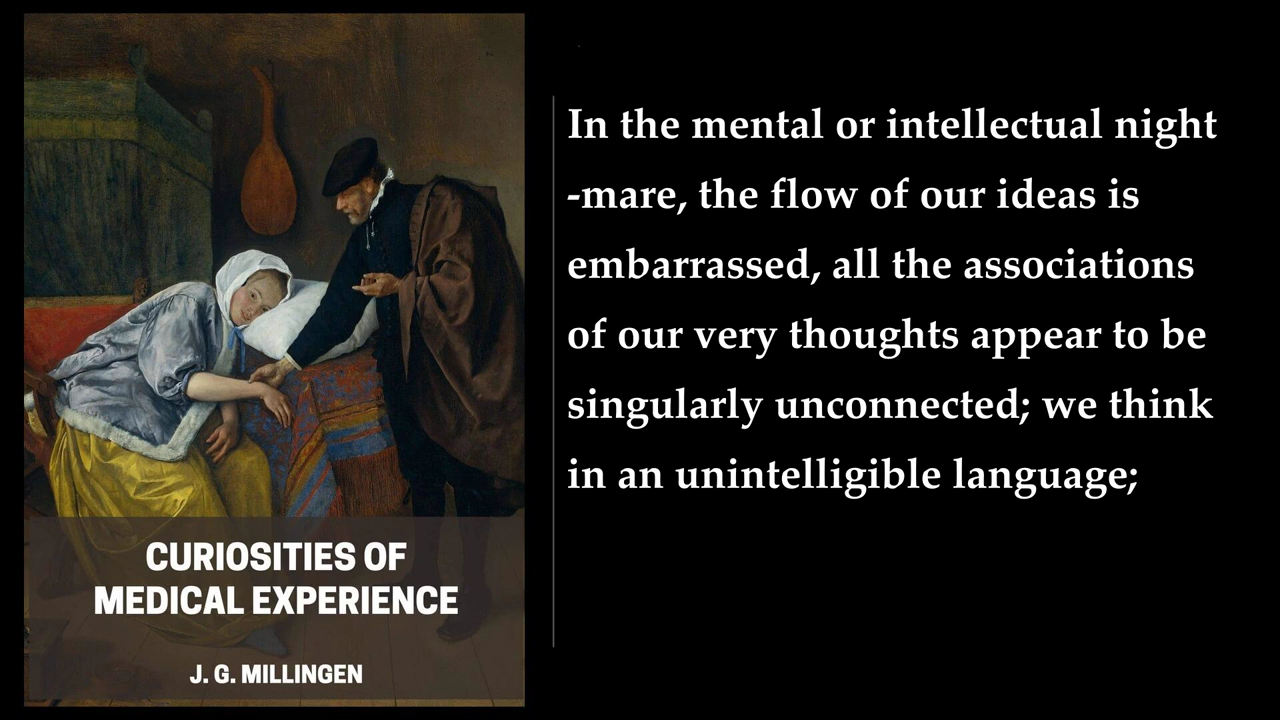 CURIOSITIES OF
MEDICAL EXPERIENCE
J. G. MILLINGEN
In the mental or intellectual night
-mare, the flow of our ideas is
embarrassed, all the associations
of our very thoughts appear to be
singularly unconnected; we think
in an unintelligible language;